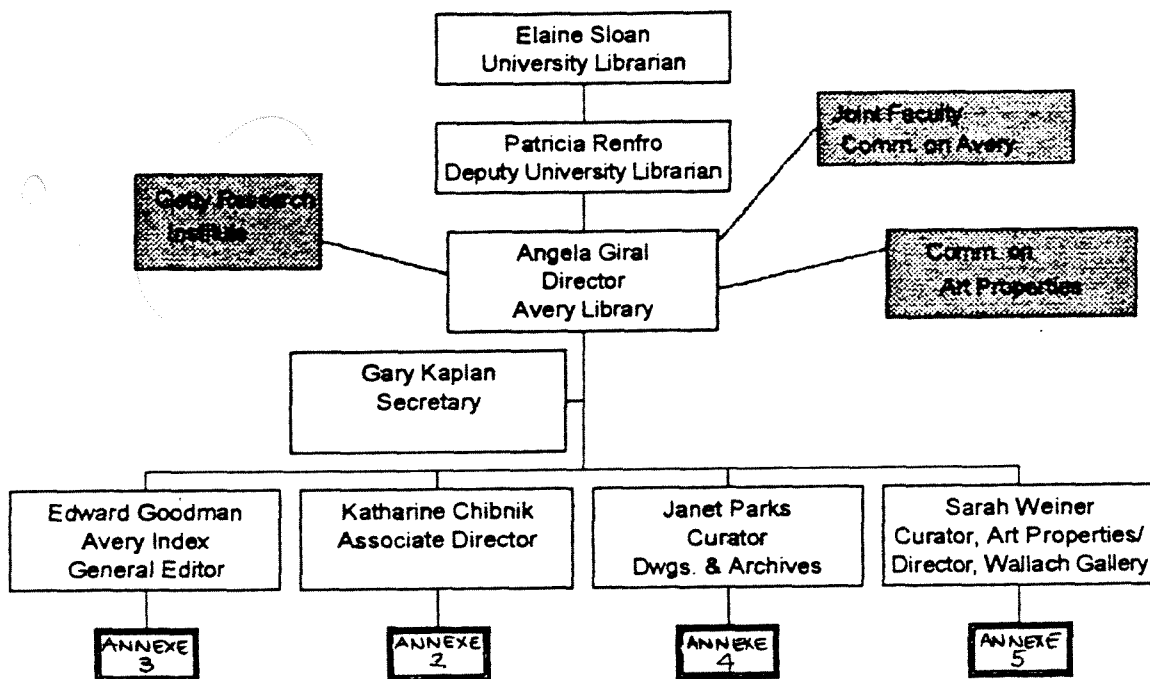 Elaine Sloan
University Librarian
Patricia Renfro
Deputy University Librarian
Joint Faculty
Comm. on Avery
Getty Research
Institute
Angela Giral
Director
Avery Library
Comm. on
Art Properties
Gary Kaplan
Secretary
Edward Goodman
Avery Index
General Editor
Katharine Chibnik
Associate Director
Janet Parks
Curator
Dwgs. & Archives
Sarah Weiner
Curator, Art Properties/
Director, Wallach Gallery
ANNEXE
3
ANNEXE
2
ANNEXE
4
ANNEXE
5